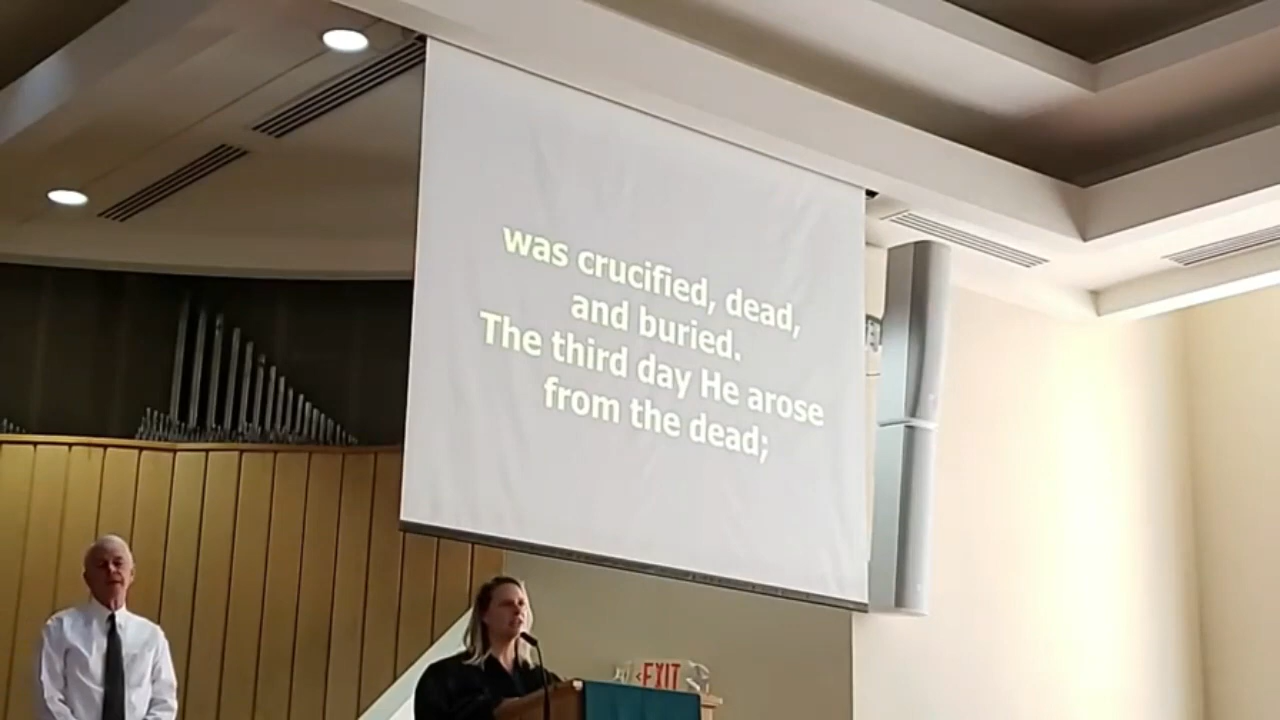 was crucified, dead,
and buried.
The third day He arose
from the dead;
EXIT